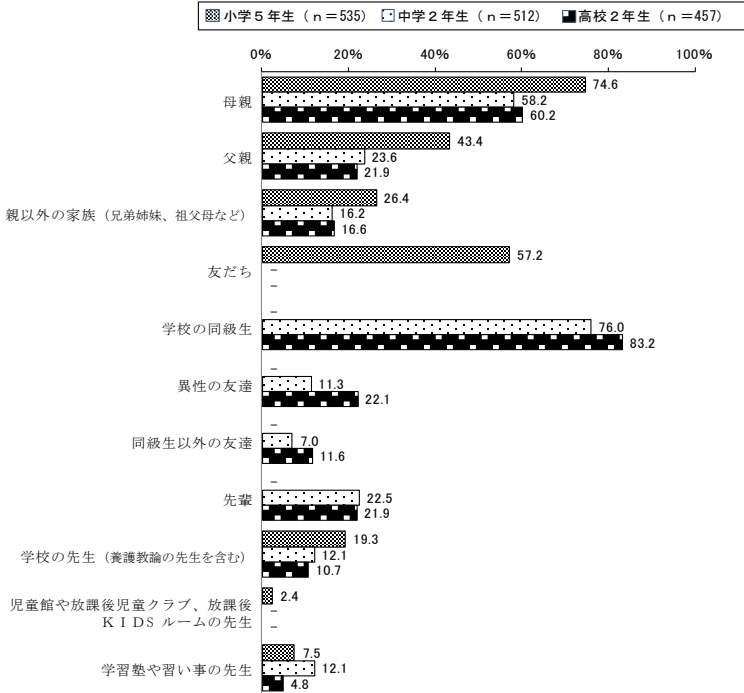 小学５年生（ｎ＝535） 中学２年生（ｎ＝512） 高校２年生（ｎ＝457）
0% 20% 40% 60% 80% 100%
母親
74.6
58.2
60.2
父親
43.4
23.6
21.9
親以外の家族（兄弟姉妹、祖父母など）
26.4
16.2
16.6
友だち
57.2
－
－
学校の同級生
－
76.0
83.2
異性の友達
－
11.3
22.1
同級生以外の友達
－
7.0
11.6
先輩
－
22.5
21.9
学校の先生（養護教諭の先生を含む）
19.3
12.1
10.7
児童館や放課後児童クラブ、放課後
ＫＩＤＳルームの先生
2.4
－
－
学習塾や習い事の先生
7.5
12.1
4.8